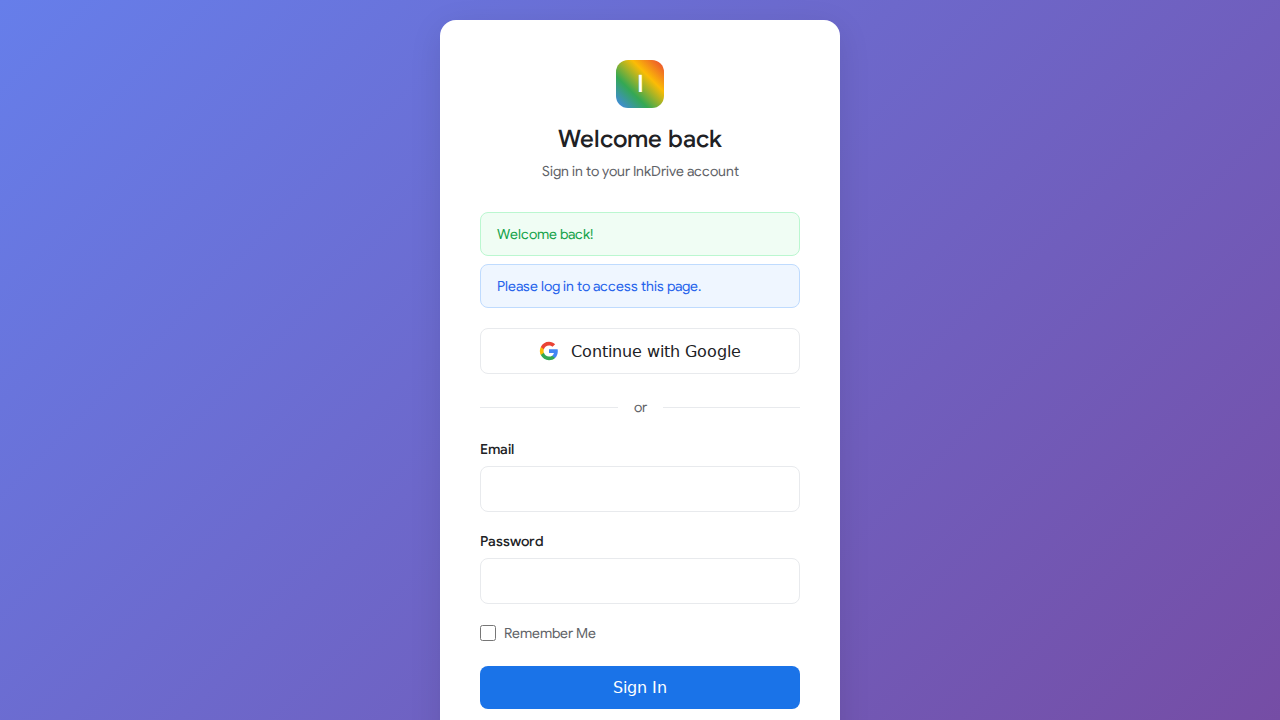 I
Welcome back
Sign in to your InkDrive account
Welcome back!
Please log in to access this page.
Continue with Google
or
Email
Password
Remember Me
Sign In